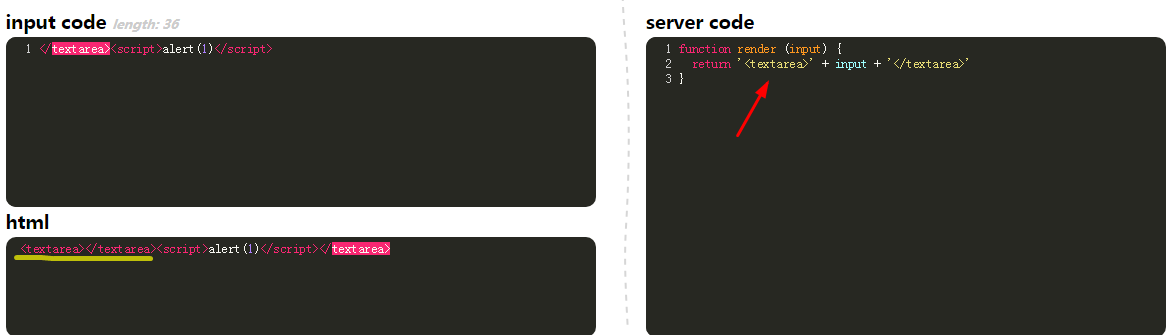 input code length: 36
1 </textarea><script>alert(1)</script>
html
<textarea></textarea><script>alert(1)</script></textarea>
server code
1 function render (input) {
2   return '<textarea>' + input + '</textarea>'
3 }